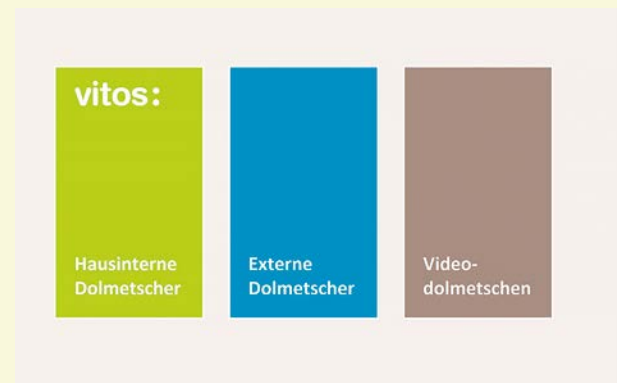 vitos:
Hausinterne
Dolmetscher
Externe
Dolmetscher
Video-
dolmetschen